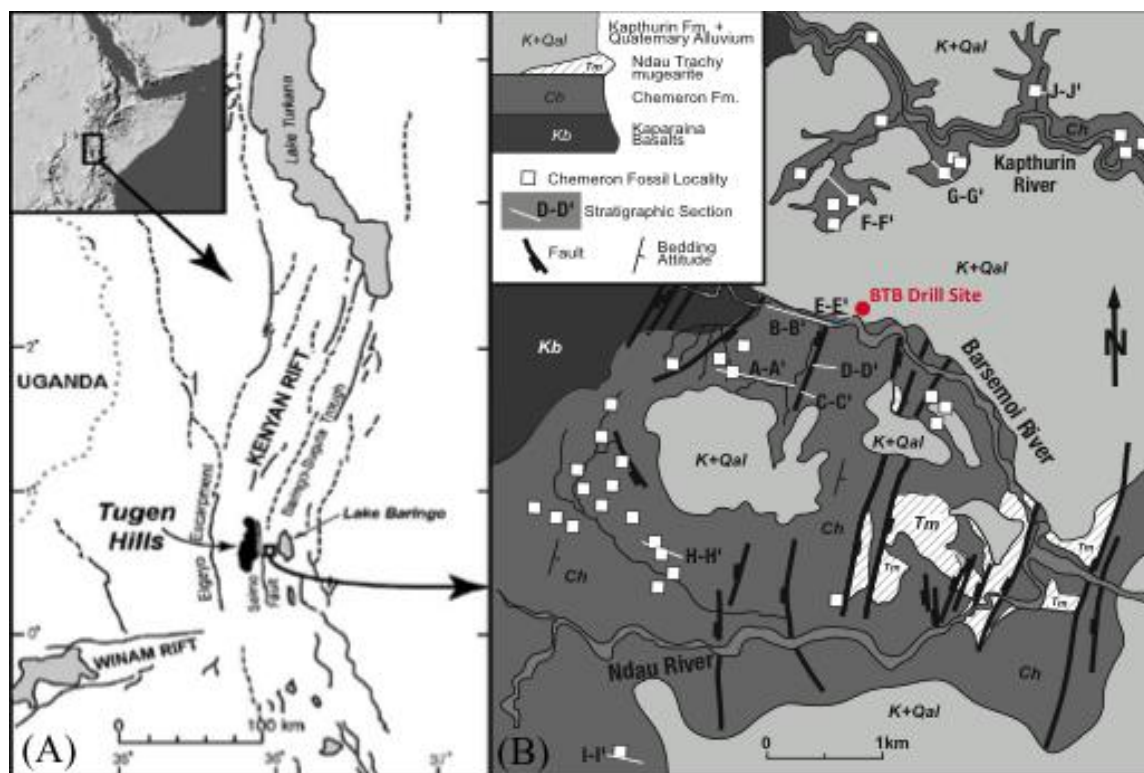 Lake Turkana
2°
UGANDA
KENYAN RIFT
Baringo-Suguta Trough
1°
Elgeyo Escarpment
Tugen
Hills
Lake Baringo
Saimo
Fault
0°
WINAM RIFT
0
100 km
(A)
35°
36°
37°
K+Qal
Kapthurin Fm. +
Quaternary Alluvium
Tm
Ndau Trachy
mugearite
Ch
Chemeron Fm.
Kb
Kaparaina
Basalts
Chemeron Fossil Locality
D-D'
Stratigraphic Section
Fault
Bedding
Attitude
K+Qal
J-J'
Ch
Kapthurin
River
G-G'
F-F'
K+Qal
BTB Drill Site
E-E'
B-B'
N
Kb
A-A'
D-D'
C-C'
Barsemoi River
K+Qal
K+Qal
Ch
Tm
Tm
Tm
Tm
H-H'
Ch
Ndau River
Ch
K+Qal
I-I'
0
1km
(B)